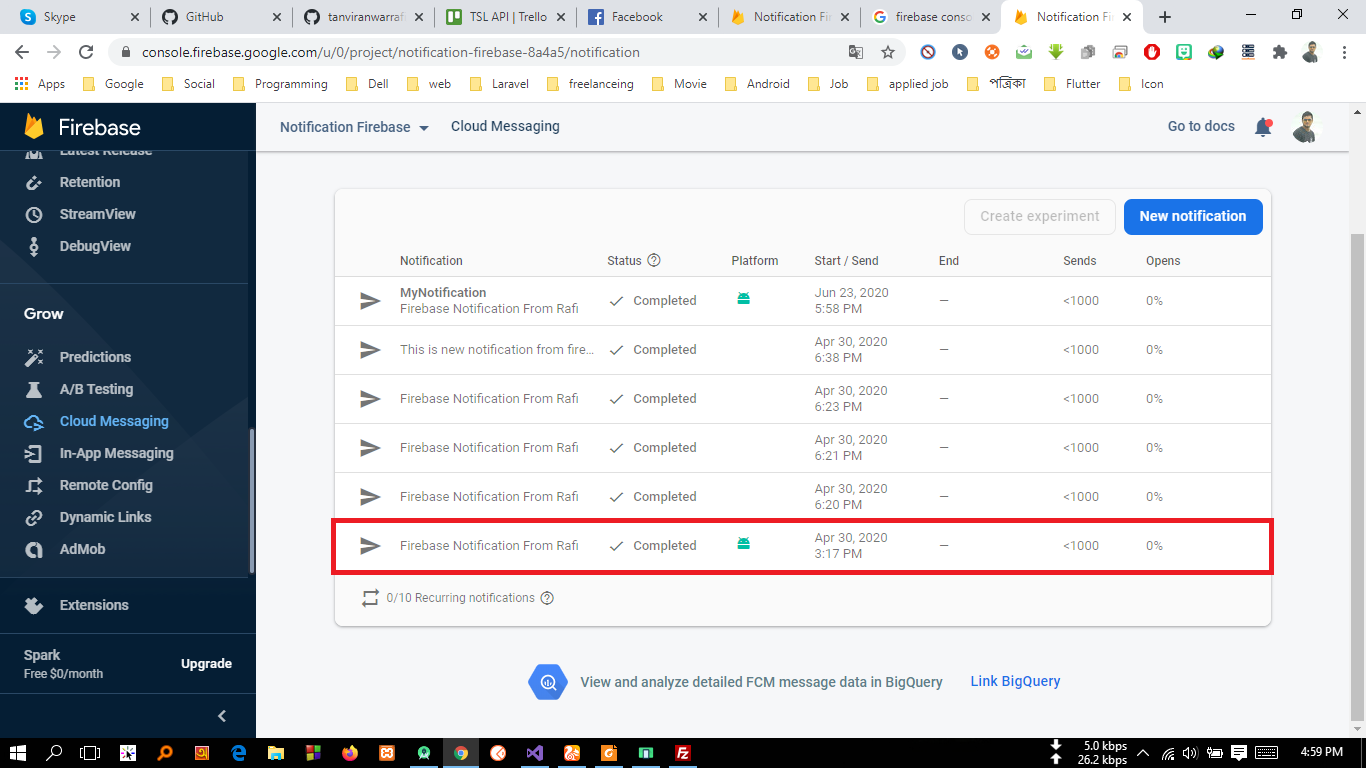 Skype
GitHub
tanviranwarraf
TSL API | Trello
Facebook
Notification Fi
firebase conso
Notification Fi
console.firebase.google.com/u/0/project/notification-firebase-8a4a5/notification
Apps
Google
Social
Programming
Dell
web
Laravel
freelanceing
Movie
Android
Job
applied job
পত্রিকা
Flutter
Icon
Firebase
Notification Firebase
Cloud Messaging
Go to docs
Latest Release
Retention
StreamView
DebugView
Grow
Predictions
A/B Testing
Cloud Messaging
In-App Messaging
Remote Config
Dynamic Links
AdMob
Extensions
Spark
Free $0/month
Upgrade
Create experiment
New notification
Notification Status Platform Start / Send End Sends Opens
MyNotification
Firebase Notification From Rafi
Completed
Jun 23, 2020
5:58 PM
—
<1000
0%
This is new notification from fire...
Completed
Apr 30, 2020
6:38 PM
—
<1000
0%
Firebase Notification From Rafi
Completed
Apr 30, 2020
6:23 PM
—
<1000
0%
Firebase Notification From Rafi
Completed
Apr 30, 2020
6:21 PM
—
<1000
0%
Firebase Notification From Rafi
Completed
Apr 30, 2020
6:20 PM
—
<1000
0%
Firebase Notification From Rafi
Completed
Apr 30, 2020
3:17 PM
—
<1000
0%
0/10 Recurring notifications
View and analyze detailed FCM message data in BigQuery
Link BigQuery
5.0 kbps
26.2 kbps
4:59 PM